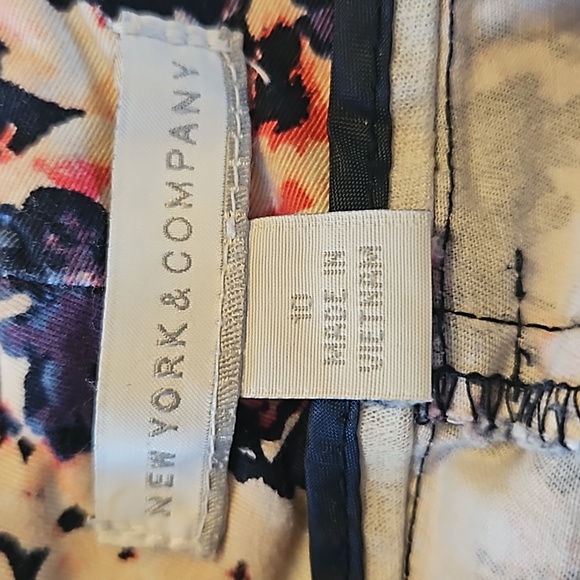 NEW YORK & COMPANY
10
MADE IN
VIETNAM